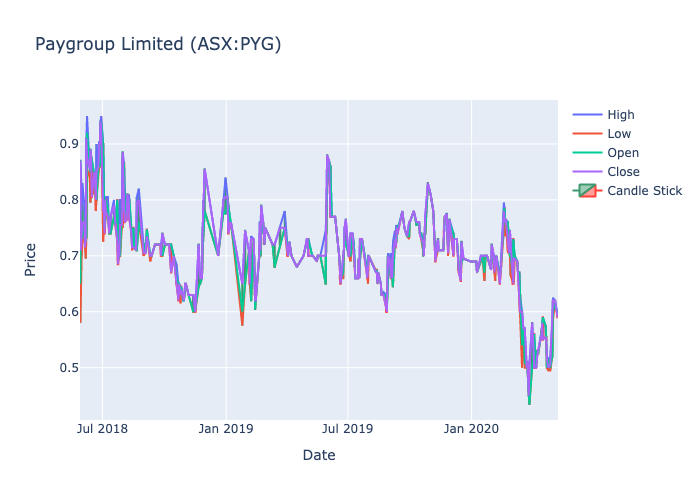 Paygroup Limited (ASX:PYG)
High
Low
Open
Close
Candle Stick
Price
0.9
0.8
0.7
0.6
0.5
Jul 2018
Jan 2019
Jul 2019
Jan 2020
Date